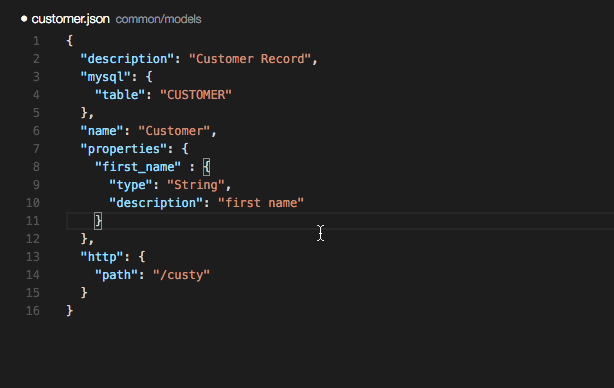 ● customer.json common/models
1 {
2   "description": "Customer Record",
3   "mysql": {
4     "table": "CUSTOMER"
5   },
6   "name": "Customer",
7   "properties": {
8     "first_name" : {
9       "type": "String",
10       "description": "first name"
11     }
12   },
13   "http": {
14     "path": "/custy"
15   }
16 }